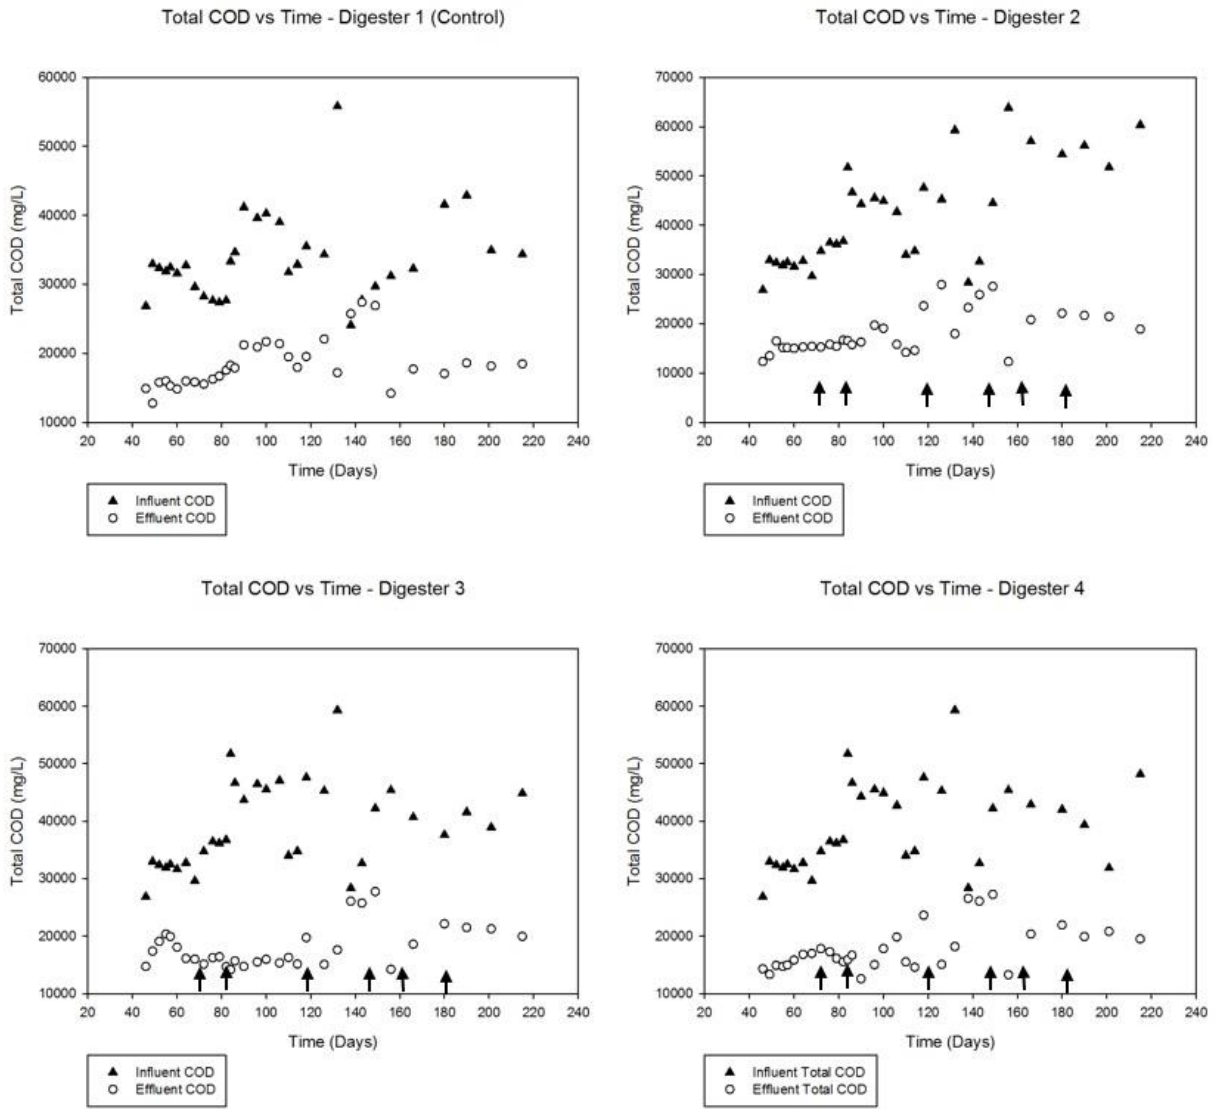 Total COD vs Time - Digester 1 (Control)
60000
50000
40000
30000
20000
10000
Total COD (mg/L)
20 40 60 80 100 120 140 160 180 200 220 240
Time (Days)
Influent COD
Effluent COD
Total COD vs Time - Digester 2
70000
60000
50000
40000
30000
20000
10000
0
Total COD (mg/L)
20 40 60 80 100 120 140 160 180 200 220 240
Time (Days)
Influent COD
Effluent COD
Total COD vs Time - Digester 3
70000
60000
50000
40000
30000
20000
10000
Total COD (mg/L)
20 40 60 80 100 120 140 160 180 200 220 240
Time (Days)
Influent COD
Effluent COD
Total COD vs Time - Digester 4
70000
60000
50000
40000
30000
20000
10000
Total COD (mg/L)
20 40 60 80 100 120 140 160 180 200 220 240
Time (Days)
Influent Total COD
Effluent Total COD